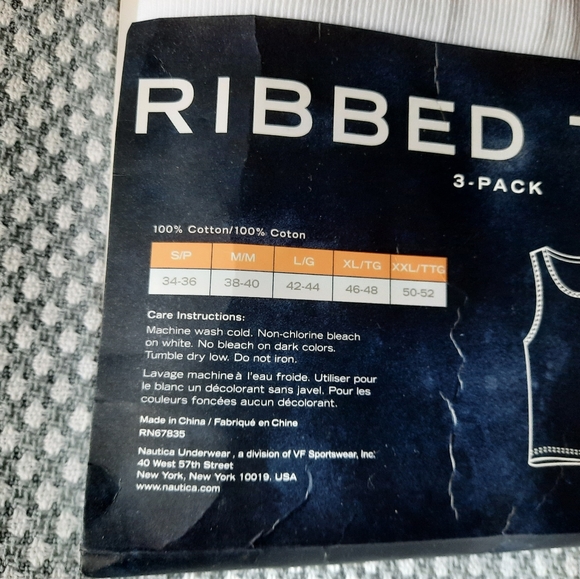 RIBBED
3-PACK
100% Cotton/100% Coton
S/P M/M L/G XL/TG XXL/TTG
34-36 38-40 42-44 46-48 50-52
Care Instructions:
Machine wash cold. Non-chlorine bleach
on white. No bleach on dark colors.
Tumble dry low. Do not iron.
Lavage machine à l'eau froide. Utiliser pour
le blanc un décolorant sans javel. Pour les
couleurs foncées aucun décolorant.
Made in China / Fabriqué en Chine
RN67835
Nautica Underwear, a division of VF Sportswear, Inc.
40 West 57th Street
New York, New York 10019. USA
www.nautica.com